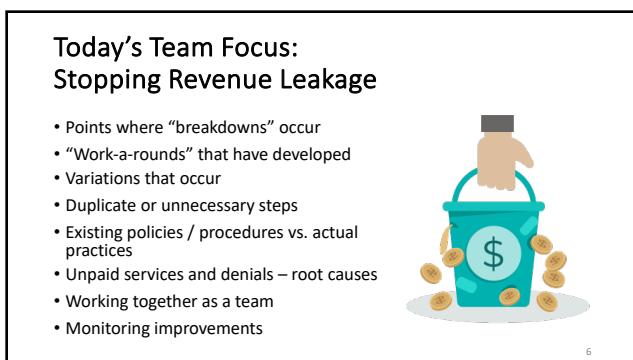 Today’s Team Focus:
Stopping Revenue Leakage
• Points where “breakdowns” occur
• “Work-a-rounds” that have developed
• Variations that occur
• Duplicate or unnecessary steps
• Existing policies / procedures vs. actual
practices
• Unpaid services and denials – root causes
• Working together as a team
• Monitoring improvements
$
6